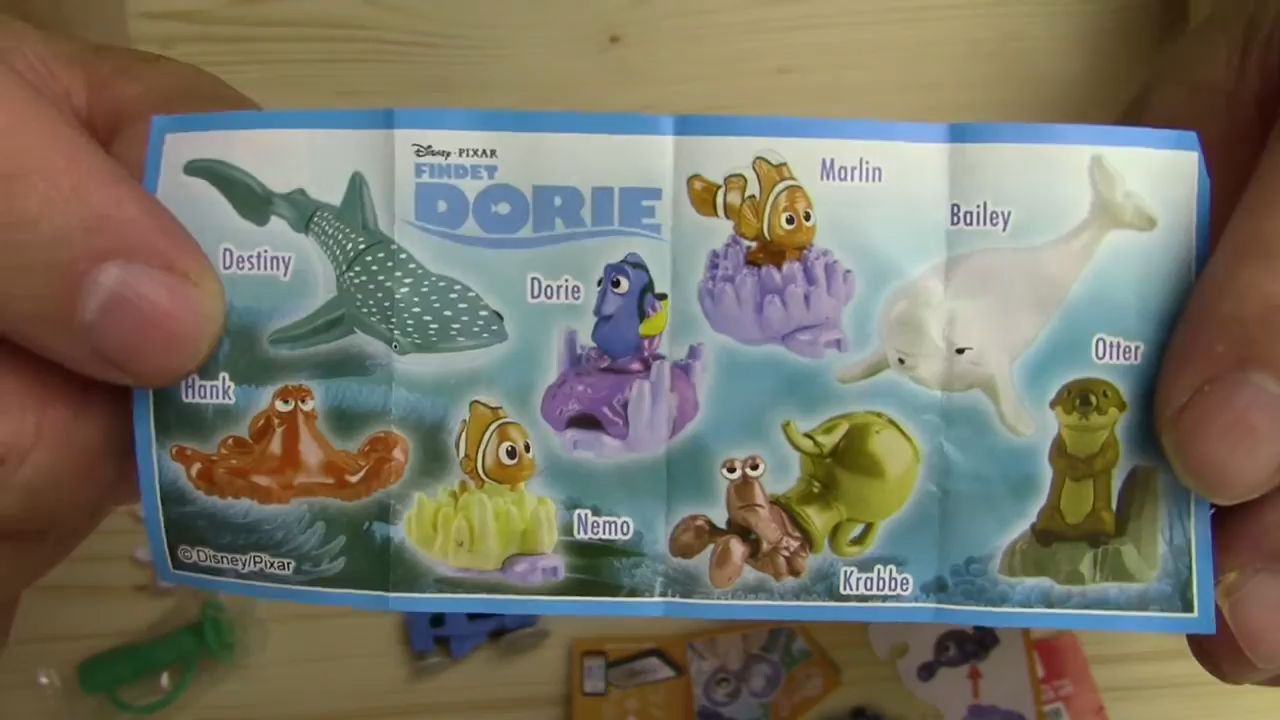 Disney·PIXAR
FINDET
DORIE
Marlin
Bailey
Destiny
Dorie
Otter
Hank
Nemo
Krabbe
© Disney/Pixar